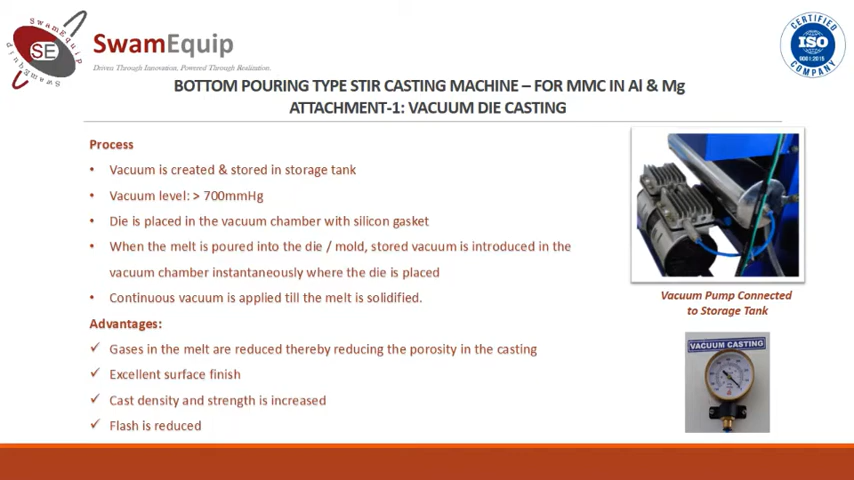 SwamEquip
SE
SwamEquip
SwamEquip
Driven Through Innovation, Powered Through Realization.
CERTIFIED
ISO
9001:2015
COMPANY
BOTTOM POURING TYPE STIR CASTING MACHINE – FOR MMC IN Al & Mg
ATTACHMENT-1: VACUUM DIE CASTING
Process
• Vacuum is created & stored in storage tank
• Vacuum level: > 700mmHg
• Die is placed in the vacuum chamber with silicon gasket
• When the melt is poured into the die / mold, stored vacuum is introduced in the
vacuum chamber instantaneously where the die is placed
• Continuous vacuum is applied till the melt is solidified.
Advantages:
✓ Gases in the melt are reduced thereby reducing the porosity in the casting
✓ Excellent surface finish
✓ Cast density and strength is increased
✓ Flash is reduced
Vacuum Pump Connected
to Storage Tank
VACUUM CASTING